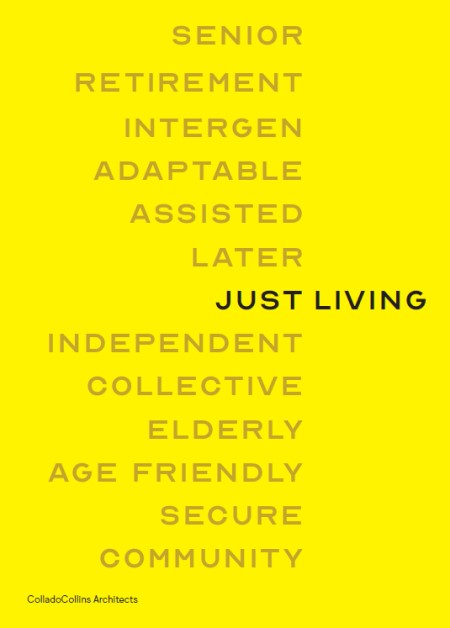 SENIOR
RETIREMENT
INTERGEN
ADAPTABLE
ASSISTED
LATER
JUST LIVING
INDEPENDENT
COLLECTIVE
ELDERLY
AGE FRIENDLY
SECURE
COMMUNITY
ColladoCollins Architects